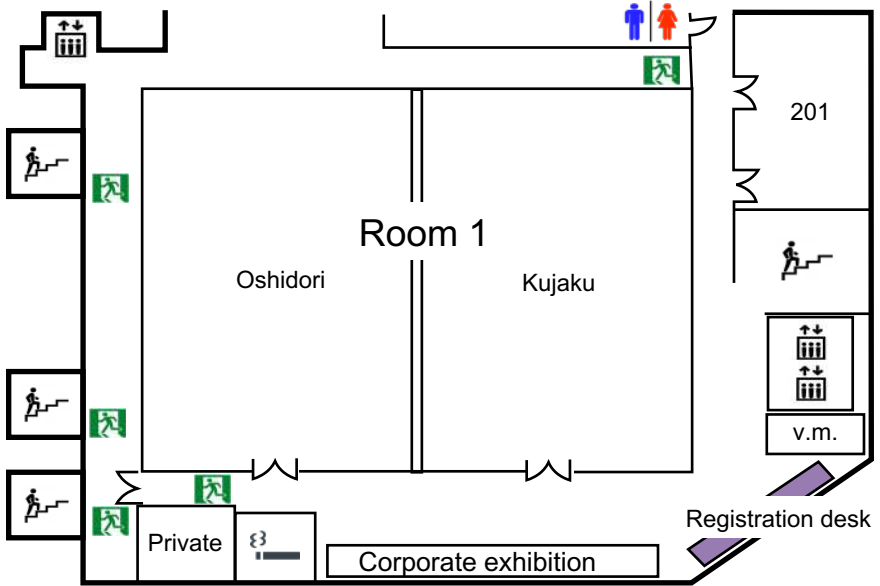 201
Room 1
Oshidori
Kujaku
v.m.
Registration desk
Private
Corporate exhibition